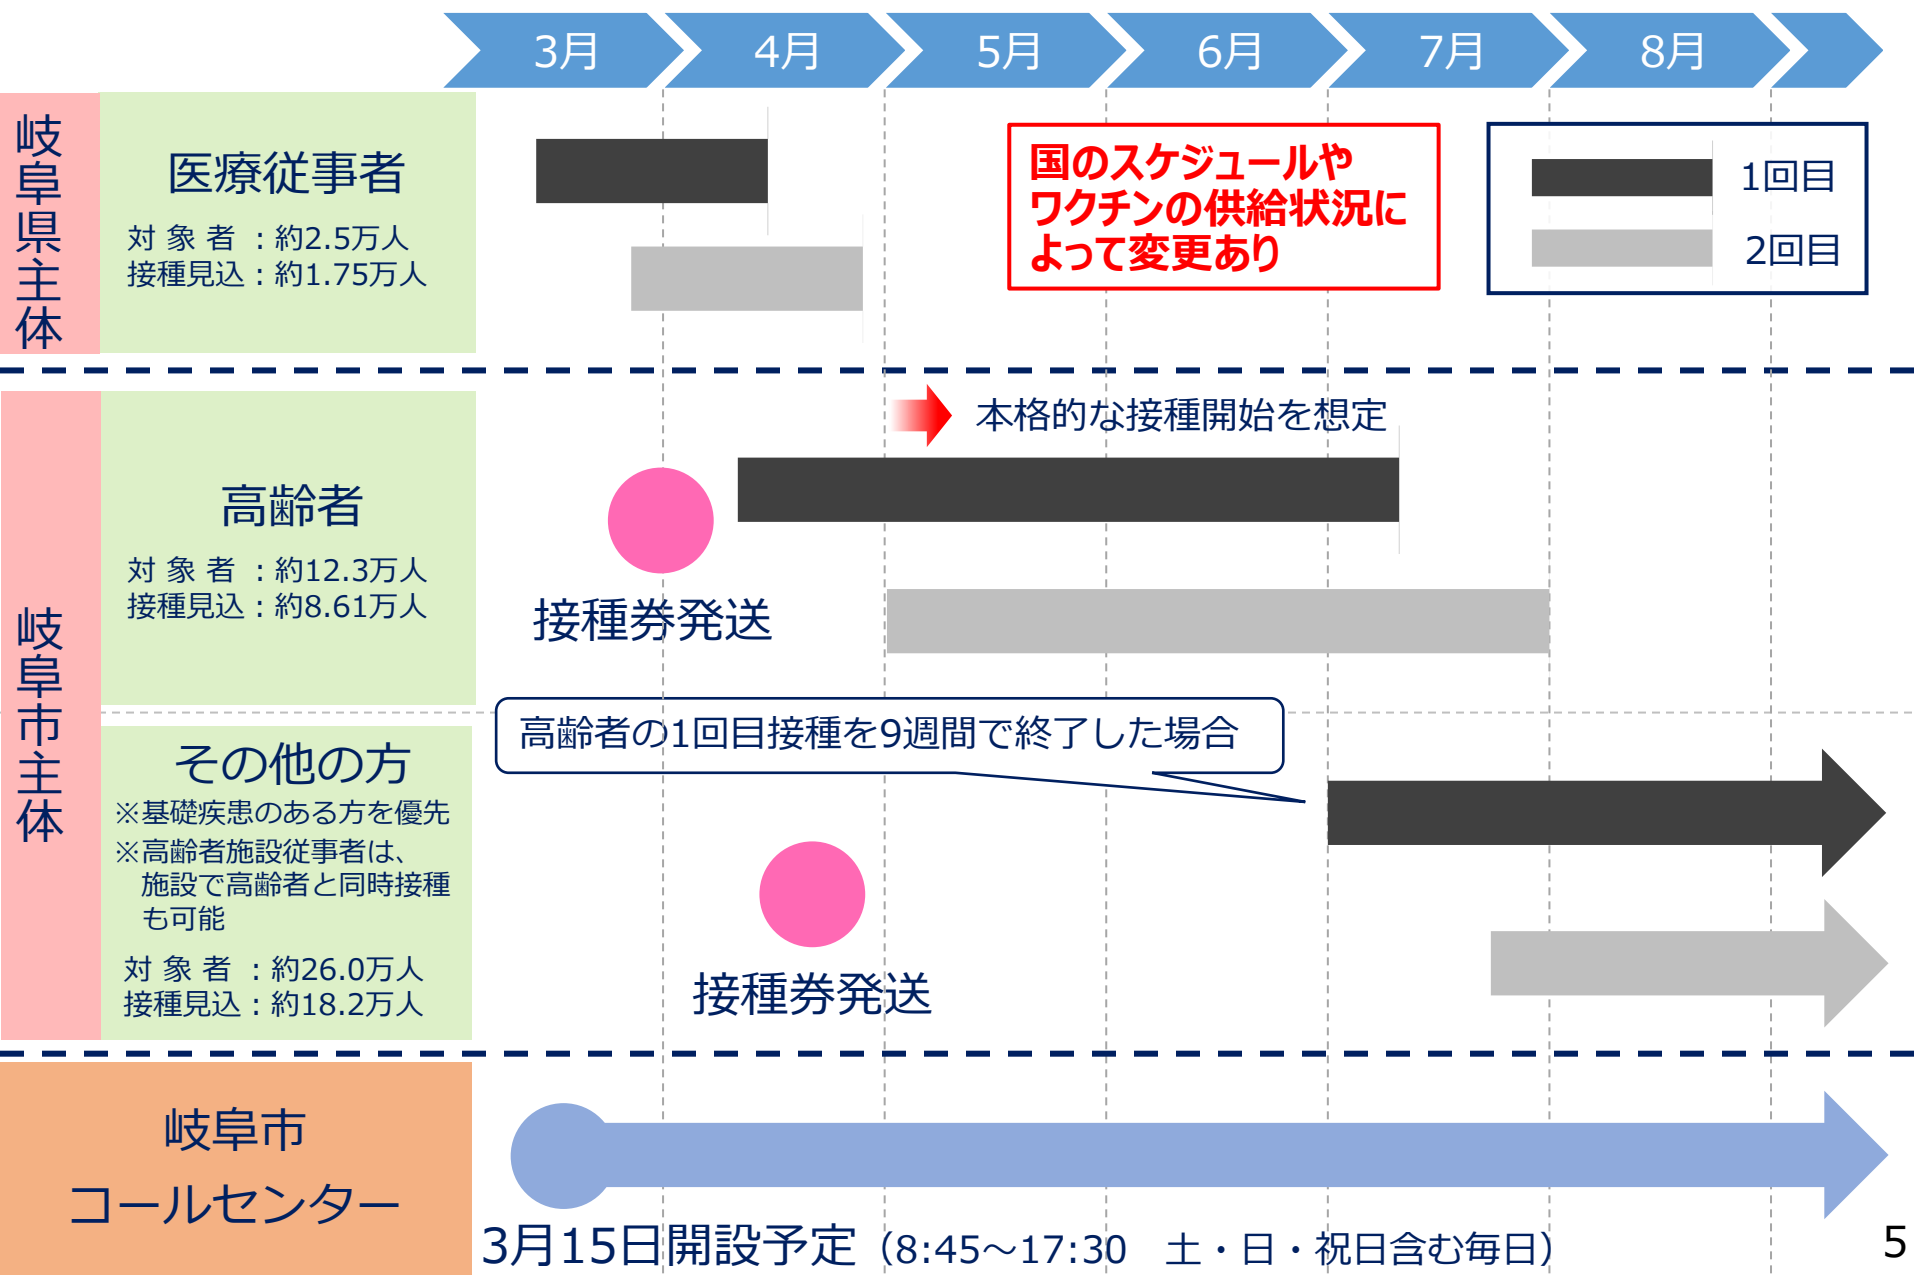 3月
4月
5月
6月
7月
8月
岐阜県主体
医療従事者
対 象 者 ：約2.5万人
接種見込：約1.75万人
国のスケジュールや
ワクチンの供給状況に
よって変更あり
1回目
2回目
岐阜市主体
高齢者
対 象 者 ：約12.3万人
接種見込：約8.61万人
本格的な接種開始を想定
接種券発送
高齢者の1回目接種を9週間で終了した場合
その他の方
※基礎疾患のある方を優先
※高齢者施設従事者は、
施設で高齢者と同時接種
も可能
対 象 者 ：約26.0万人
接種見込：約18.2万人
接種券発送
岐阜市
コールセンター
3月15日開設予定（8:45～17:30　土・日・祝日含む毎日）
5